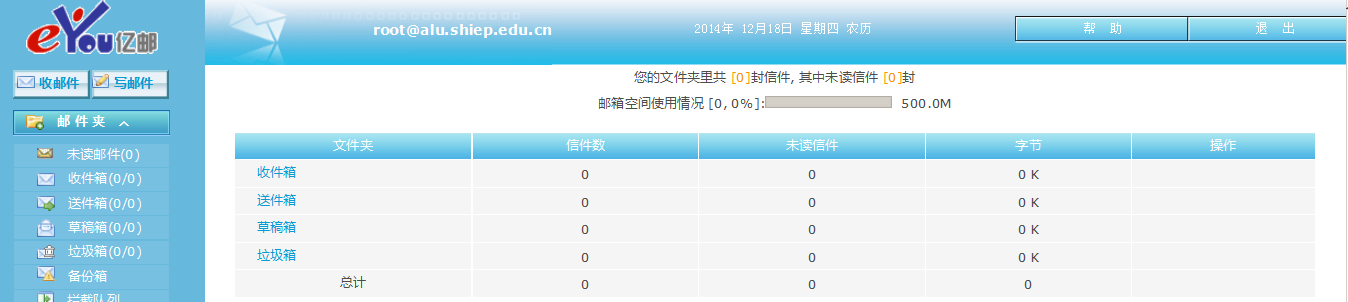 eYou亿邮
root@alu.shiep.edu.cn
2014年 12月18日 星期四 农历
帮 助
退 出
收邮件
写邮件
邮 件 夹
未读邮件(0)
收件箱(0/0)
送件箱(0/0)
草稿箱(0/0)
垃圾箱(0/0)
备份箱
拦截队列
您的文件夹里共 [0]封信件, 其中未读信件 [0]封
邮箱空间使用情况 [0,0%]: 500.0M
文件夹 信件数 未读信件 字节 操作
收件箱 0 0 0 K
送件箱 0 0 0 K
草稿箱 0 0 0 K
垃圾箱 0 0 0 K
总计 0 0 0